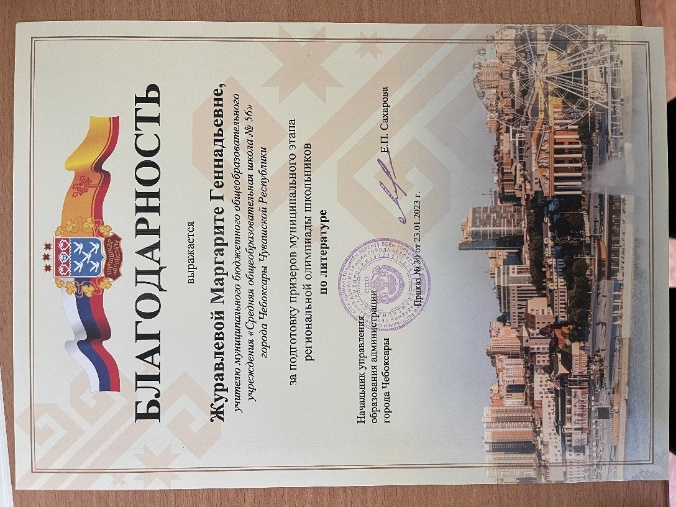 БЛАГОДАРНОСТЬ
выражается
Журавлевой Маргарите Геннадьевне,
учителю муниципального бюджетного общеобразовательного
учреждения «Средняя общеобразовательная школа № 56»
города Чебоксары Чувашской Республики
за подготовку призеров муниципального этапа
региональной олимпиады школьников
по литературе
Начальник управления
образования администрации
города Чебоксары
Е.П. Сахарова
Приказ № 30 от 23.01.2023 г.